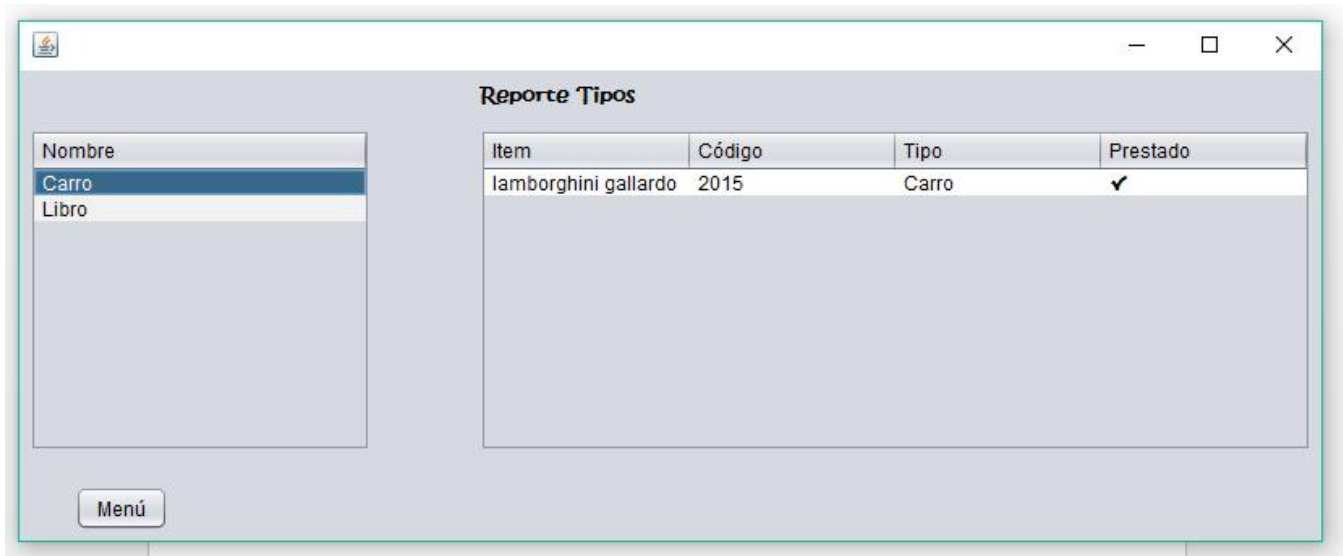 Reporte Tipos
Nombre
Carro
Libro
Item Código Tipo Prestado
lamborghini gallardo 2015 Carro ✔
Menú